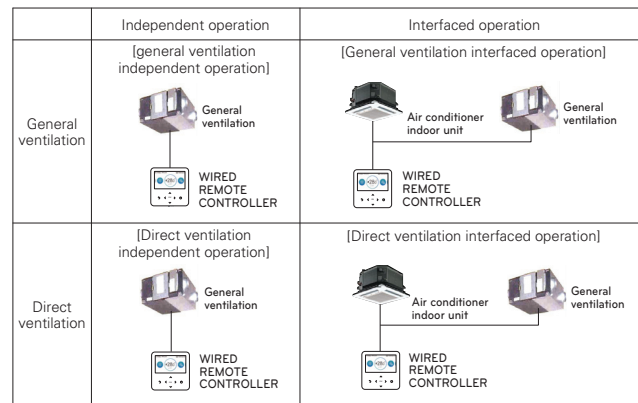 Independent operation
Interfaced operation
General
ventilation
[general ventilation
independent operation]
General
ventilation
WIRED
REMOTE
CONTROLLER
[General ventilation interfaced operation]
Air conditioner
indoor unit
General
ventilation
WIRED
REMOTE
CONTROLLER
Direct
ventilation
[Direct ventilation
independent operation]
General
ventilation
WIRED
REMOTE
CONTROLLER
[Direct ventilation interfaced operation]
Air conditioner
indoor unit
General
ventilation
WIRED
REMOTE
CONTROLLER